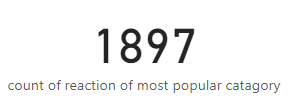 1897
count of reaction of most popular catagory